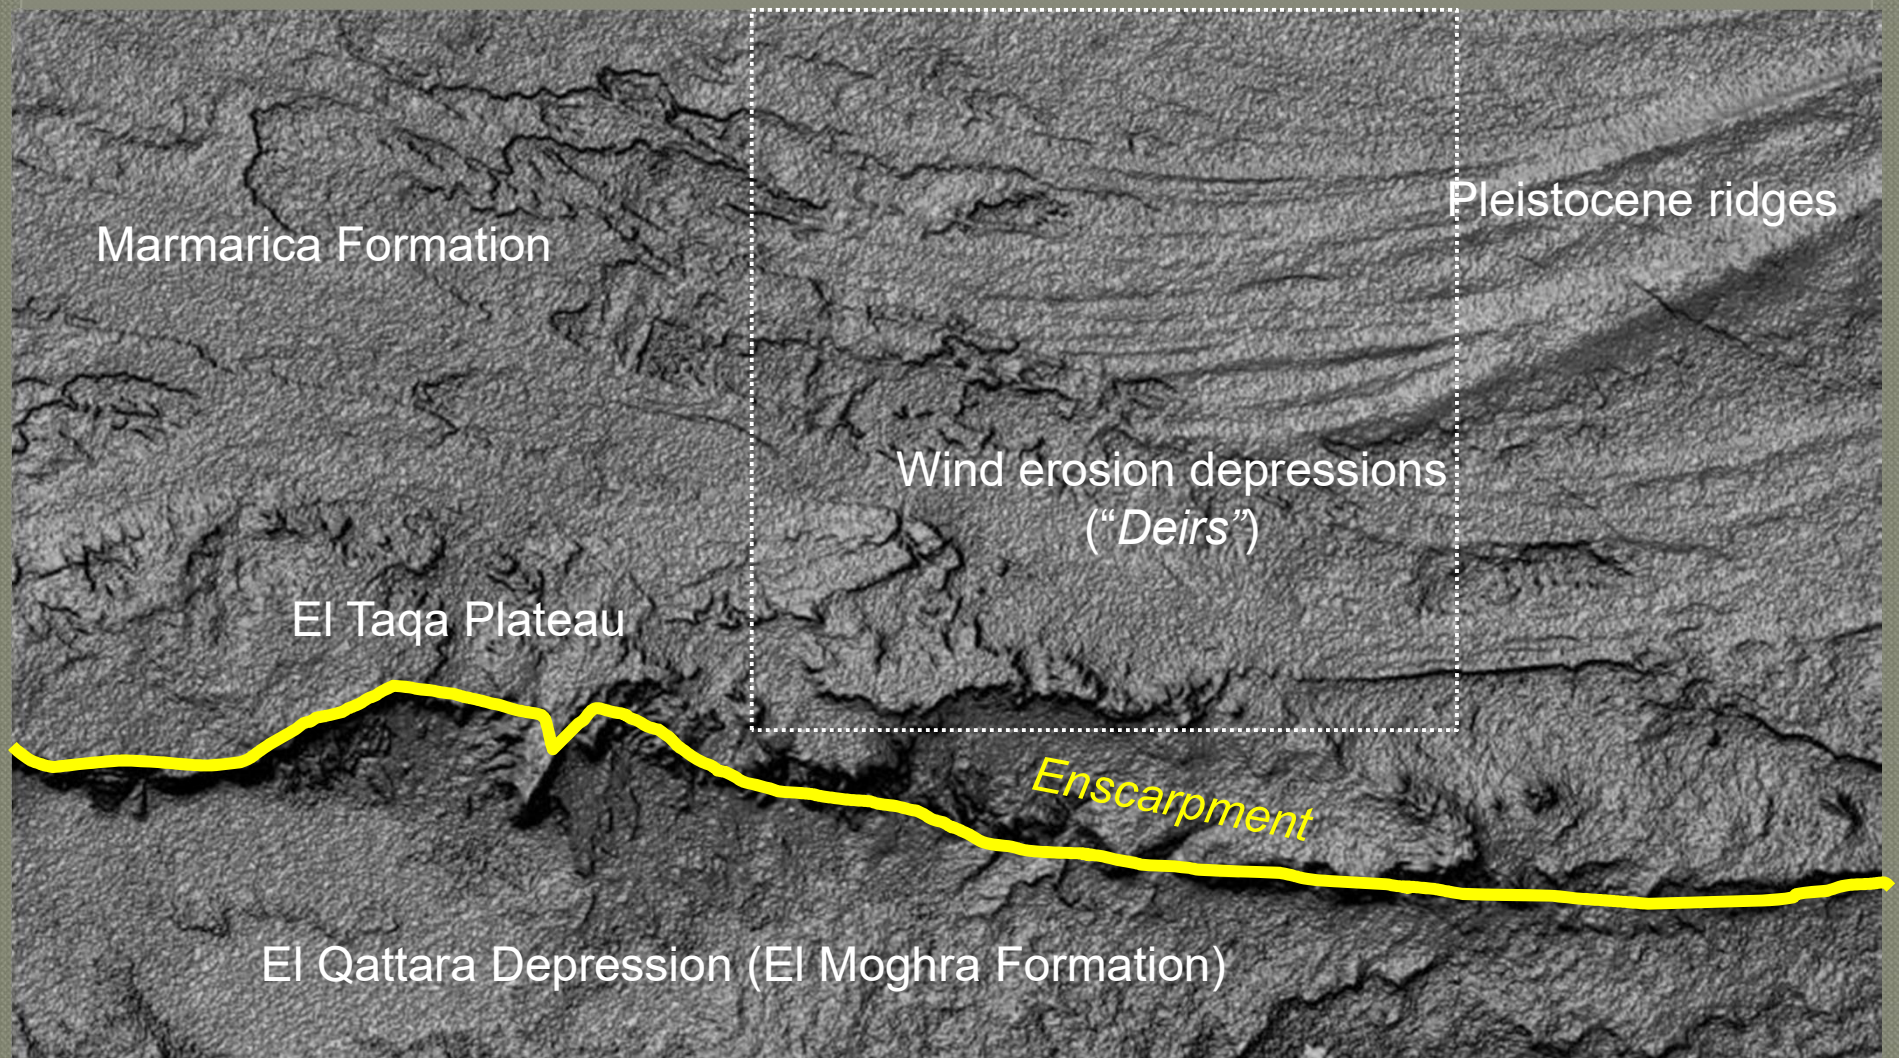 Pleistocene ridges
Marmarica Formation
Wind erosion depressions
(“Deirs”)
El Taqa Plateau
Enscarpment
El Qattara Depression (El Moghra Formation)